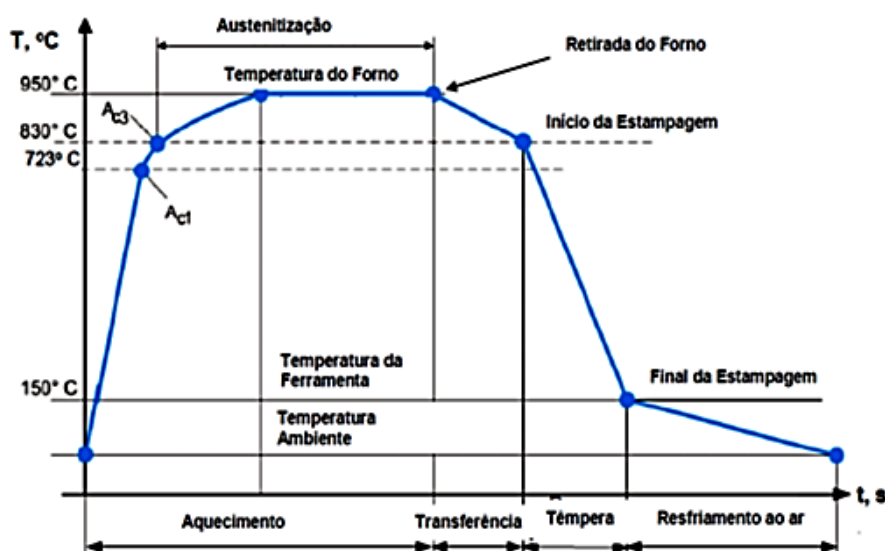 Austenitização
T, ºC
Retirada do Forno
Temperatura do Forno
950° C
Ac3
Início da Estampagem
830° C
723º C
Ac1
Temperatura da
Ferramenta
150° C
Final da Estampagem
Temperatura
Ambiente
t, s
Aquecimento
Transferência
Têmpera
Resfriamento ao ar